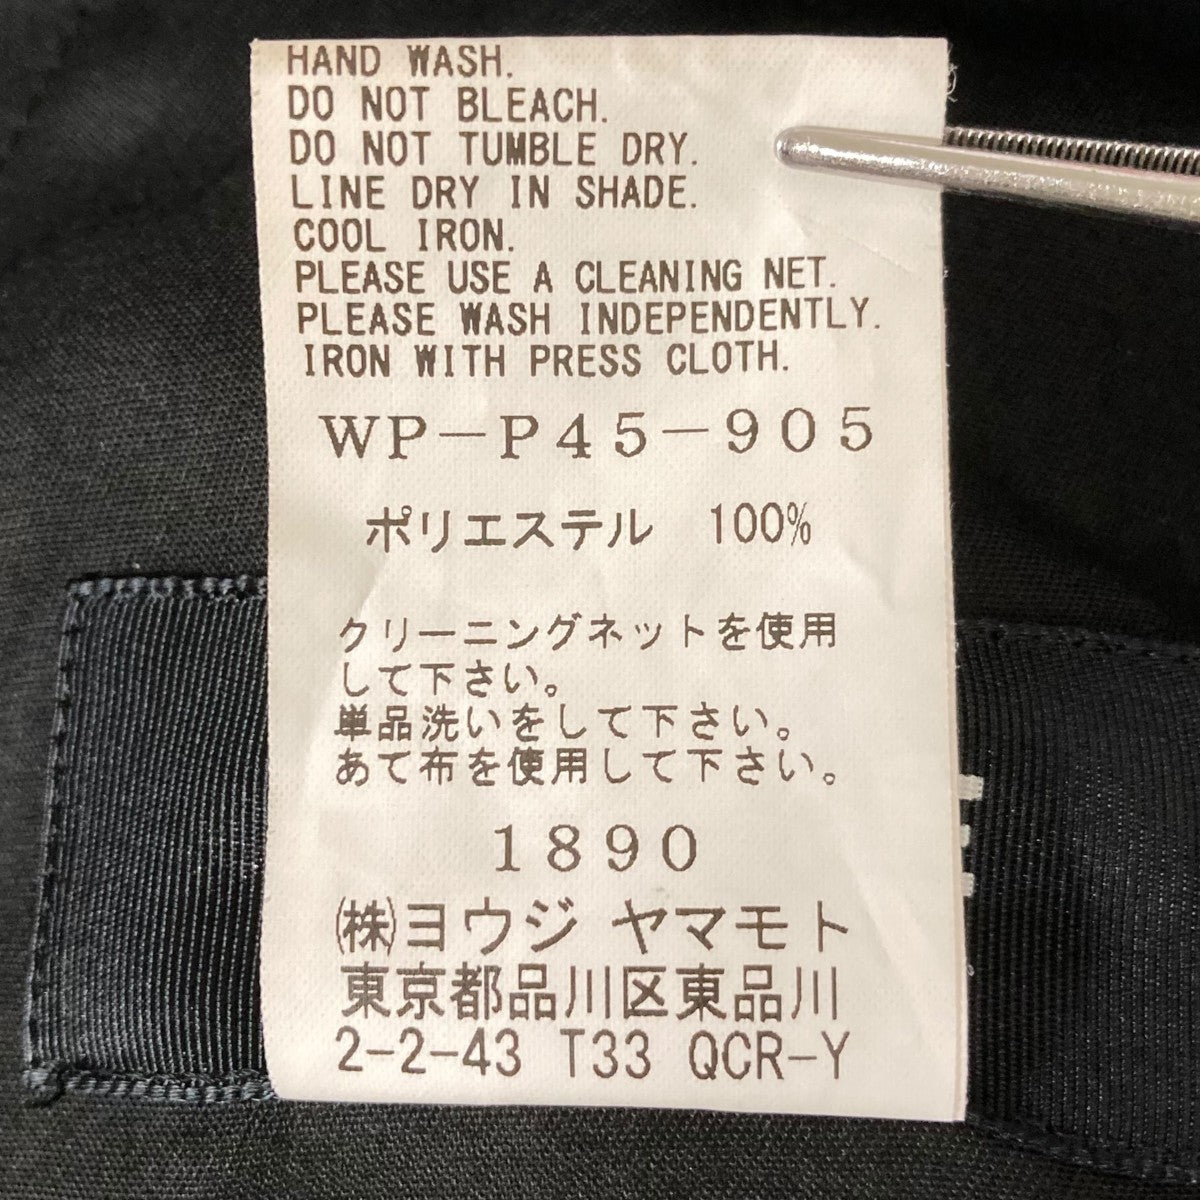 HAND WASH.
DO NOT BLEACH.
DO NOT TUMBLE DRY.
LINE DRY IN SHADE.
COOL IRON.
PLEASE USE A CLEANING NET.
PLEASE WASH INDEPENDENTLY.
IRON WITH PRESS CLOTH.
WP-P45-905
ポリエステル 100%
クリーニングネットを使用
して下さい。
単品洗いをして下さい。
あて布を使用して下さい。
1890
㈱ヨウジ ヤマモト
東京都品川区東品川
2-2-43 T33 QCR-Y